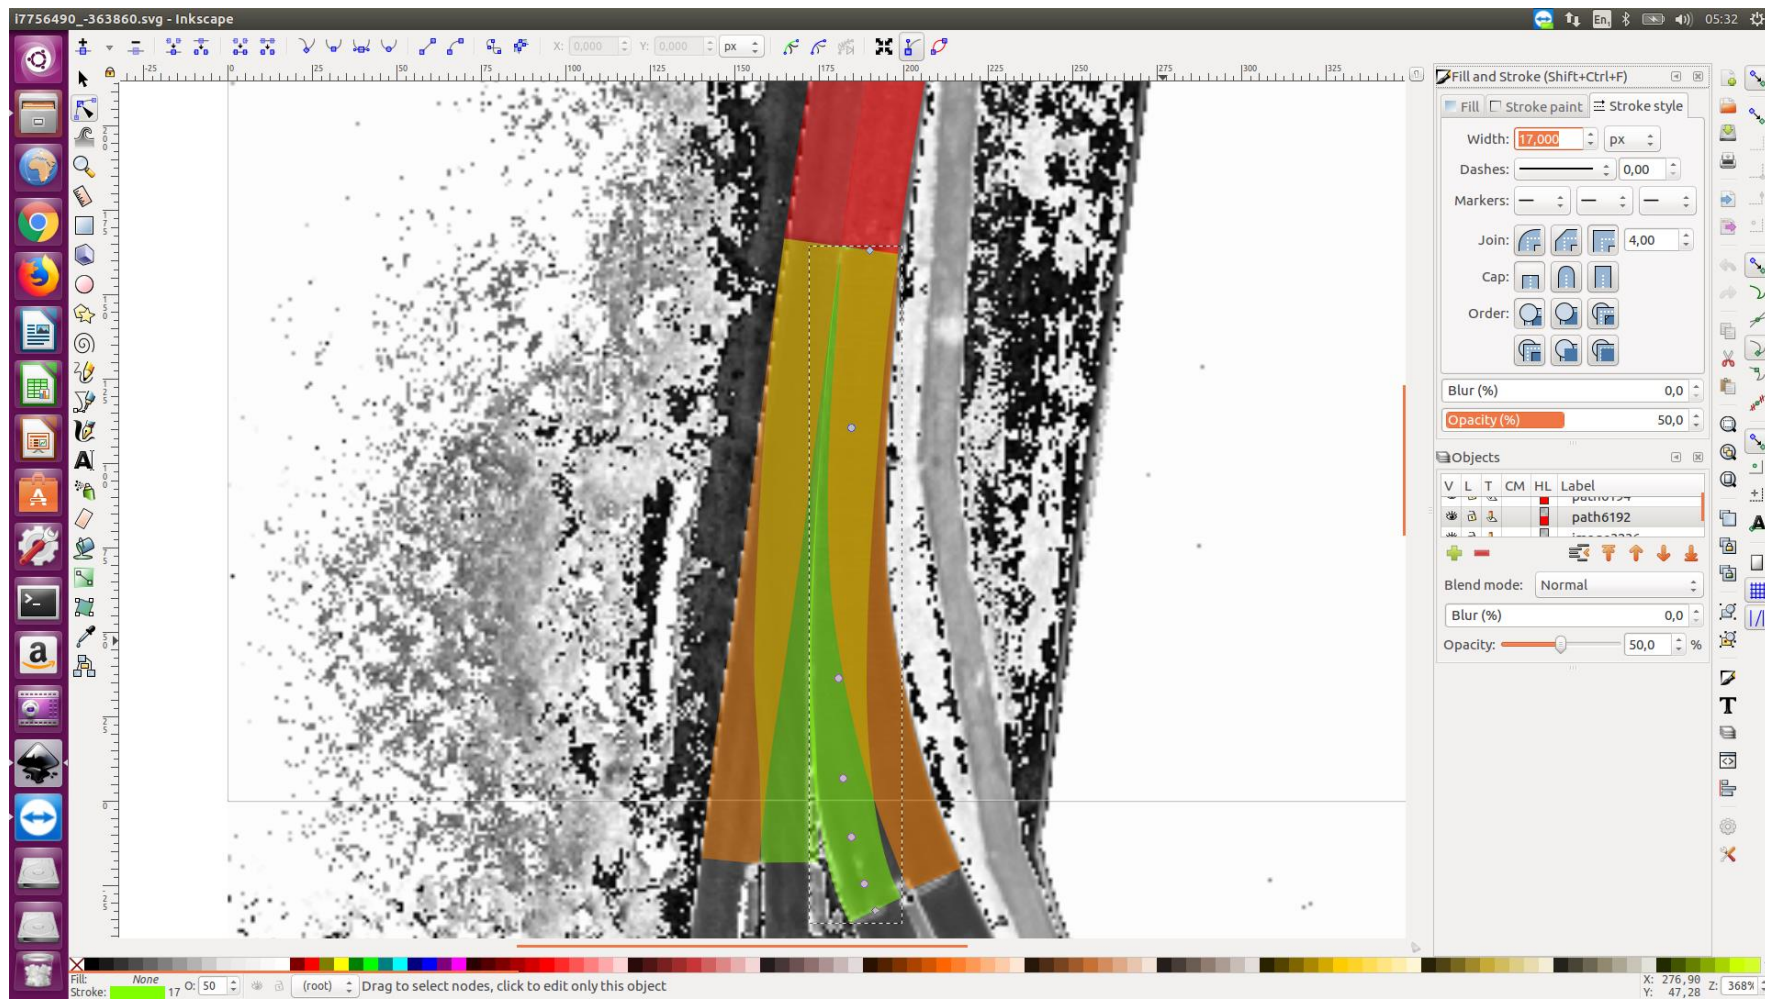 i7756490_-363860.svg - Inkscape
En1
05:32
X: 0,000 Y: 0,000 px
-25 0 25 50 75 100 125 150 175 200 225 250 275 300 325
Fill and Stroke (Shift+Ctrl+F)
Fill Stroke paint Stroke style
Width: 17,000 px
Dashes: 0,00
Markers:
Join: 4,00
Cap:
Order:
Blur (%) 0,0
Opacity (%) 50,0
Objects
V L T CM HL Label
path6192
Blend mode: Normal
Blur (%) 0,0
Opacity: 50,0 %
Fill: None
Stroke: 17 O: 50 (root) Drag to select nodes, click to edit only this object
X: 276,90
Y: 47,28 Z: 368%